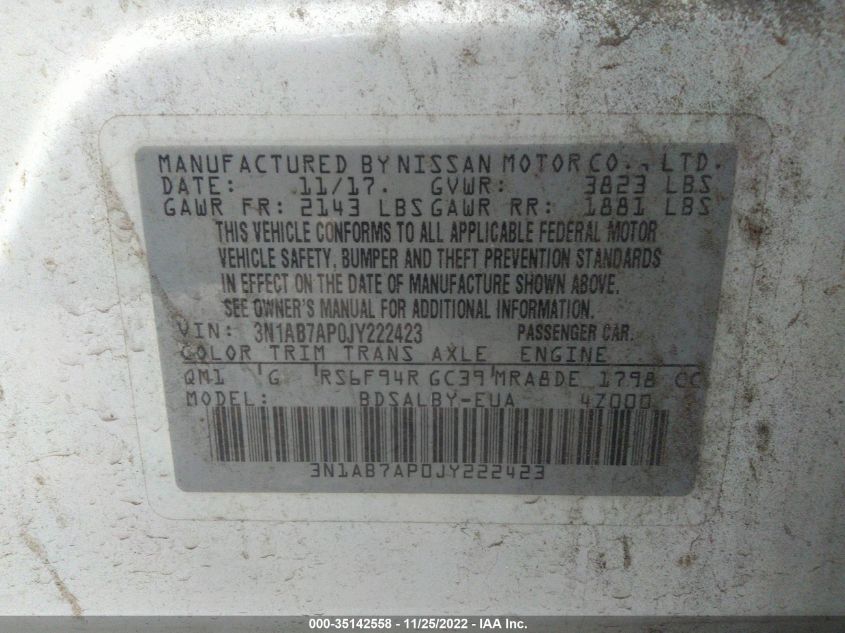 MANUFACTURED BY NISSAN MOTOR CO., LTD.
DATE: 11/17. GVWR: 3823 LBS
GAWR FR: 2143 LBS GAWR RR: 1881 LBS
THIS VEHICLE CONFORMS TO ALL APPLICABLE FEDERAL MOTOR
VEHICLE SAFETY, BUMPER AND THEFT PREVENTION STANDARDS
IN EFFECT ON THE DATE OF MANUFACTURE SHOWN ABOVE.
SEE OWNER'S MANUAL FOR ADDITIONAL INFORMATION.
VIN: 3N1AB7AP0JY222423 PASSENGER CAR.
COLOR TRIM TRANS AXLE ENGINE
QM1 G RS6F94R GC39 MRA8DE 1798 CC
MODEL: BDSALBY-EUA 4Z000
3N1AB7AP0JY222423
000-35142558 - 11/25/2022 - IAA Inc.